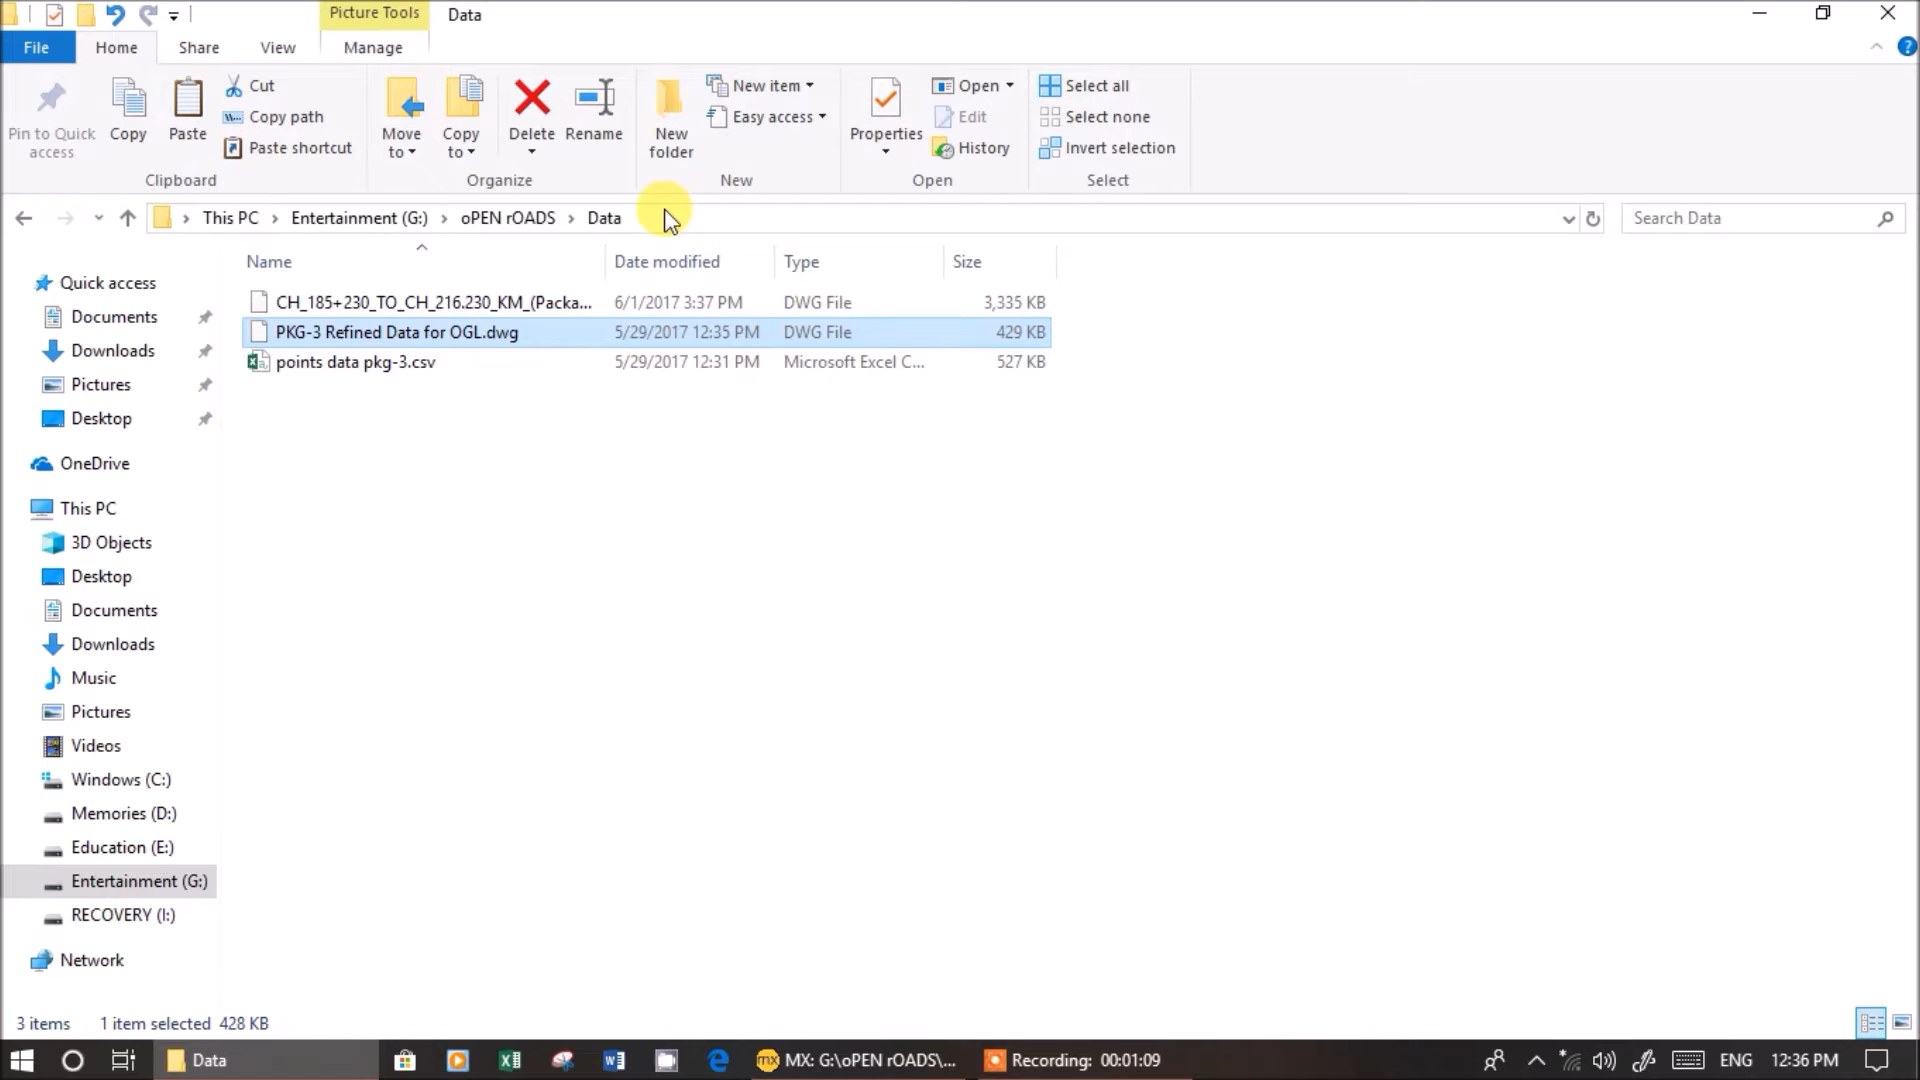 Picture Tools Data
File Home Share View Manage
Pin to Quick access
Copy
Paste
Cut
Copy path
Paste shortcut
Clipboard
Move to
Copy to
Delete
Rename
Organize
New folder
New item
Easy access
New
Properties
Open
Edit
History
Open
Select all
Select none
Invert selection
Select
This PC Entertainment (G:) oPEN rOADS Data
Search Data
Name Date modified Type Size
CH_185+230_TO_CH_216.230_KM_(Packa... 6/1/2017 3:37 PM DWG File 3,335 KB
PKG-3 Refined Data for OGL.dwg 5/29/2017 12:35 PM DWG File 429 KB
points data pkg-3.csv 5/29/2017 12:31 PM Microsoft Excel C... 527 KB
Quick access
Documents
Downloads
Pictures
Desktop
OneDrive
This PC
3D Objects
Desktop
Documents
Downloads
Music
Pictures
Videos
Windows (C:)
Memories (D:)
Education (E:)
Entertainment (G:)
RECOVERY (I:)
Network
3 items 1 item selected 428 KB
Data
MX: G:\oPEN rOADS\...
Recording: 00:01:09
ENG 12:36 PM